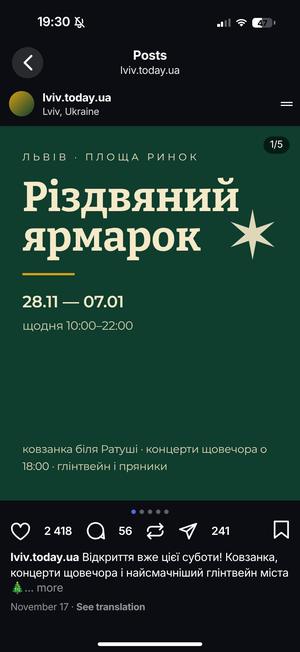 19:30
47
Posts
lviv.today.ua
lviv.today.ua
Lviv, Ukraine
1/5
ЛЬВІВ · ПЛОЩА РИНОК
Різдвяний
ярмарок
28.11 — 07.01
щодня 10:00–22:00
ковзанка біля Ратуші · концерти щовечора о
18:00 · глінтвейн і пряники
2 418 56 241
lviv.today.ua Відкриття вже цієї суботи! Ковзанка,
концерти щовечора і найсмачніший глінтвейн міста
🎄... more
November 17 · See translation